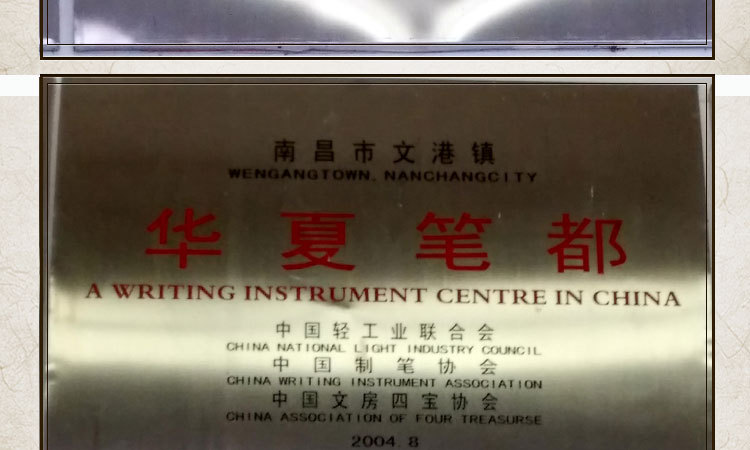 南昌市文港镇
WENGANGTOWN. NANCHANGCITY
华夏笔都
A WRITING INSTRUMENT CENTRE IN CHINA
中国轻工业联合会
CHINA NATIONAL LIGHT INDUSTRY COUNCIL
中国制笔协会
CHINA WRITING INSTRUMENT ASSOCIATION
中国文房四宝协会
CHINA ASSOCIATION OF FOUR TREASURSE
2004.8